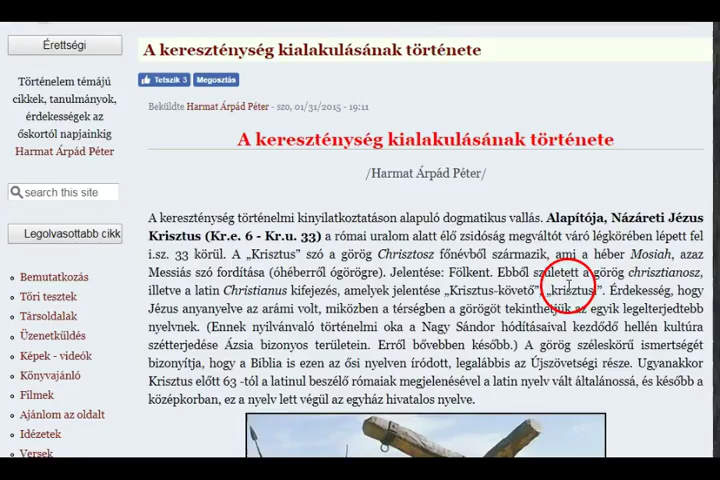 Érettségi
Történelem témájú
cikkek, tanulmányok,
érdekességek az
őskortól napjainkig
Harmat Árpád Péter
search this site
Legolvasottabb cikk
Bemutatkozás
Töri tesztek
Társoldalak
Üzenetküldés
Képek - videók
Könyvajánló
Filmek
Ajánlom az oldalt
Idézetek
Versek
A kereszténység kialakulásának története
Tetszik 3 Megosztás
Beküldte Harmat Árpád Péter - szo, 01/31/2015 - 19:11
A kereszténység kialakulásának története
/Harmat Árpád Péter/
A kereszténység történelmi kinyilatkoztatáson alapuló dogmatikus vallás. Alapítója, Názáreti Jézus
Krisztus (Kr.e. 6 - Kr.u. 33) a római uralom alatt élő zsidóság megváltót váró légkörében lépett fel
i.sz. 33 körül. A „Krisztus” szó a görög Chrisztosz főnévből származik, ami a héber Mosiah, azaz
Messiás szó fordítása (óhéberről ógörögre). Jelentése: Fölkent. Ebből született a görög chrisztianosz,
illetve a latin Christianus kifejezés, amelyek jelentése „Krisztus-követő”, „krisztusi”. Érdekesség, hogy
Jézus anyanyelve az arámi volt, miközben a térségben a görögöt tekinthetjük az egyik legelterjedtebb
nyelvnek. (Ennek nyilvánvaló történelmi oka a Nagy Sándor hódításaival kezdődő hellén kultúra
szétterjedése Ázsia bizonyos területein. Erről bővebben később.) A görög széleskörű ismertségét
bizonyítja, hogy a Biblia is ezen az ősi nyelven íródott, legalábbis az Újszövetségi része. Ugyanakkor
Krisztus előtt 63 -tól a latinul beszélő rómaiak megjelenésével a latin nyelv vált általánossá, és később a
középkorban, ez a nyelv lett végül az egyház hivatalos nyelve.